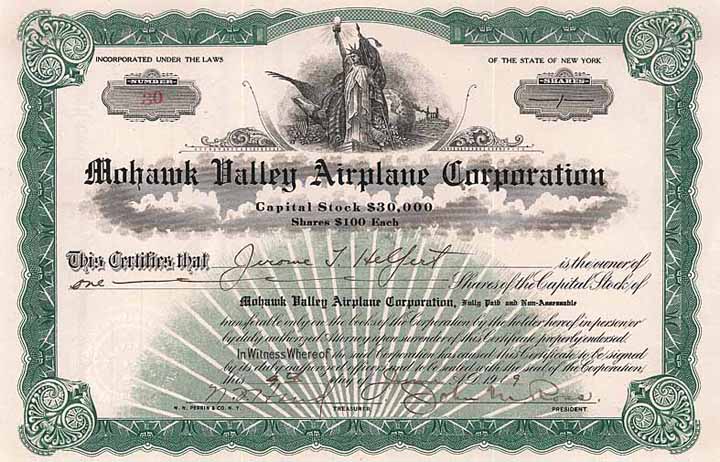 INCORPORATED UNDER THE LAWS
OF THE STATE OF NEW YORK
NUMBER
30
SHARES
1
Mohawk Valley Airplane Corporation
Capital Stock $30,000
Shares $100 Each
This Certifies that Jerome T. Helfert is the owner of
one Shares of the Capital Stock of
Mohawk Valley Airplane Corporation, Fully Paid and Non-Assessable
transferable only on the books of the Corporation by the holder hereof in person or
by duly authorized Attorney upon surrender of this Certificate properly endorsed.
In Witness Whereof the said Corporation has caused this Certificate to be signed
by its duly authorized officers and to be sealed with the seal of the Corporation,
this 9th day of A.D. 1919
John M. Ross
TREASURER
PRESIDENT.